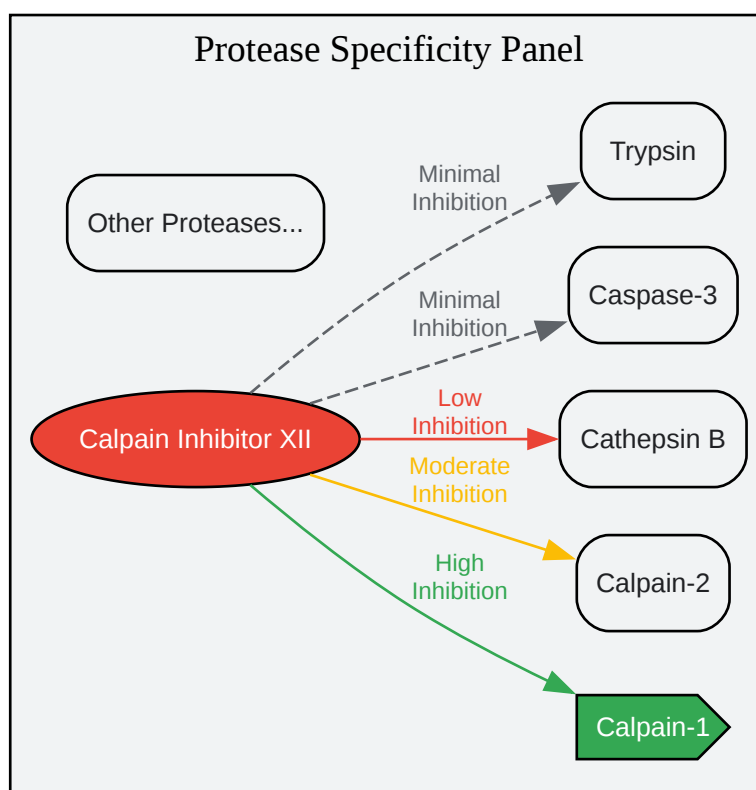 Protease Specificity Panel
Trypsin
Minimal
Inhibition
Other Proteases...
Caspase-3
Minimal
Inhibition
Calpain Inhibitor XII
Low
Inhibition
Cathepsin B
Moderate
Inhibition
Calpain-2
High
Inhibition
Calpain-1